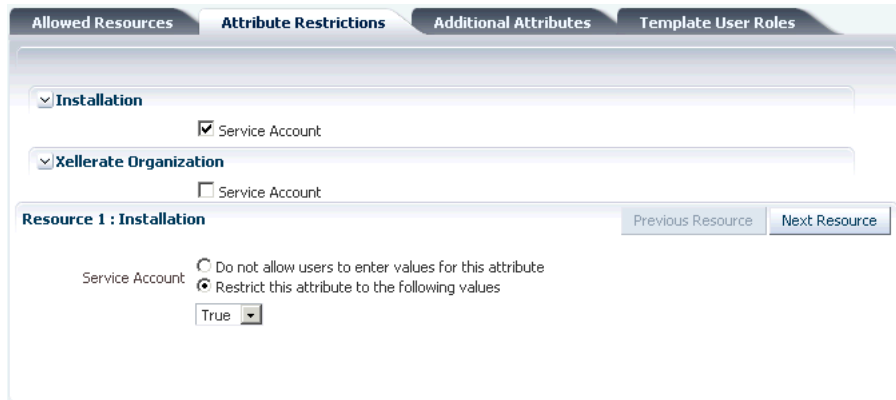 Allowed Resources Attribute Restrictions Additional Attributes Template User Roles
Installation
Service Account
Xellerate Organization
Service Account
Resource 1 : Installation Previous Resource Next Resource
Service Account Do not allow users to enter values for this attribute
Restrict this attribute to the following values
True